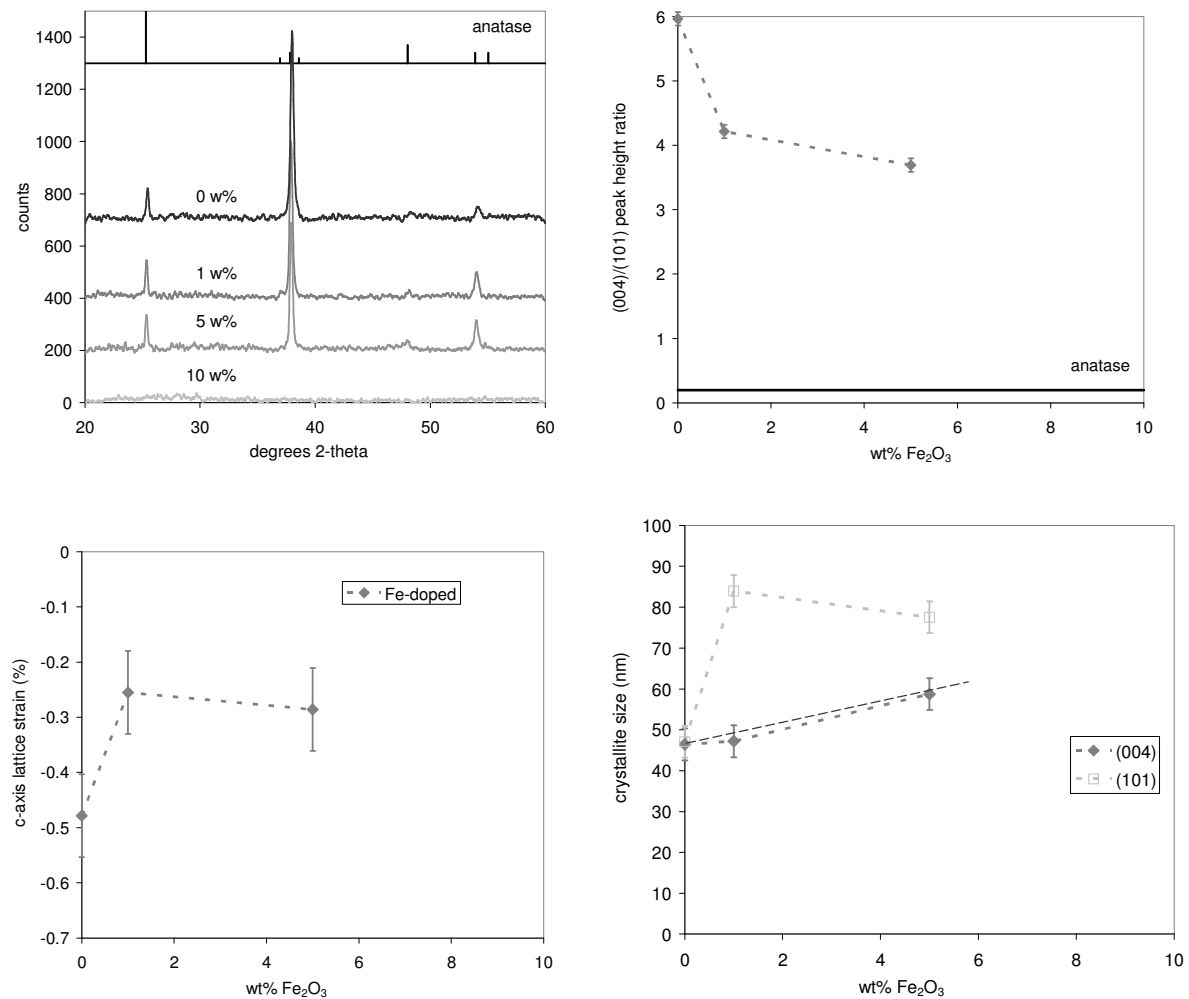 anatase
1400
1200
1000
800
600
400
200
0
counts
0 w%
1 w%
5 w%
10 w%
20 30 40 50 60
degrees 2-theta
6
5
4
3
2
1
0
(004)/(101) peak height ratio
anatase
0 2 4 6 8 10
wt% Fe₂O₃
0
-0.1
-0.2
-0.3
-0.4
-0.5
-0.6
-0.7
c-axis lattice strain (%)
Fe-doped
0 2 4 6 8 10
wt% Fe₂O₃
100
90
80
70
60
50
40
30
20
10
0
crystallite size (nm)
(004)
(101)
0 2 4 6 8 10
wt% Fe₂O₃